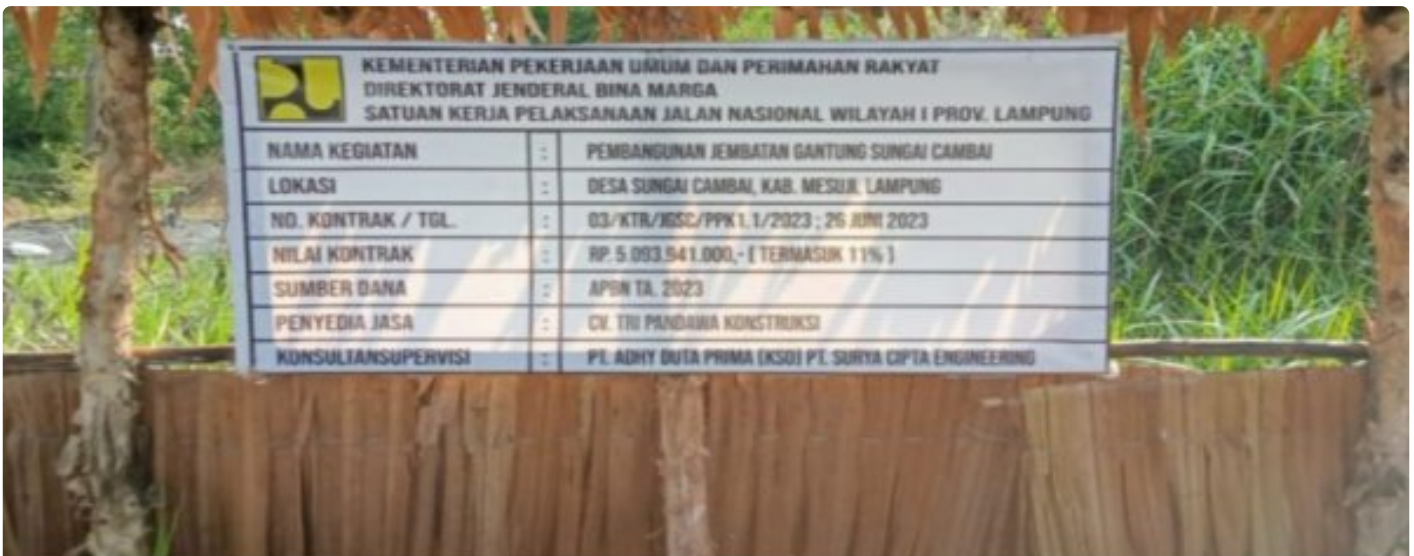 PU
KEMENTERIAN PEKERJAAN UMUM DAN PERIMAHAN RAKYAT
DIREKTORAT JENDERAL BINA MARGA
SATUAN KERJA PELAKSANAAN JALAN NASIONAL WILAYAH I PROV. LAMPUNG
NAMA KEGIATAN : PEMBANGUNAN JEMBATAN GANTUNG SUNGAI CAMBAI
LOKASI : DESA SUNGAI CAMBAI, KAB. MESUJI, LAMPUNG
NO. KONTRAK / TGL. : 03/KTR/JGSC/PPK1.1/2023 ; 26 JUNI 2023
NILAI KONTRAK : RP. 5.093.941.000,- [ TERMASUK 11% ]
SUMBER DANA : APBN TA. 2023
PENYEDIA JASA : CV. TRI PANDAWA KONSTRUKSI
KONSULTANSUPERVISI : PT. ADHY DUTA PRIMA [KSO] PT. SURYA CIPTA ENGINEERING